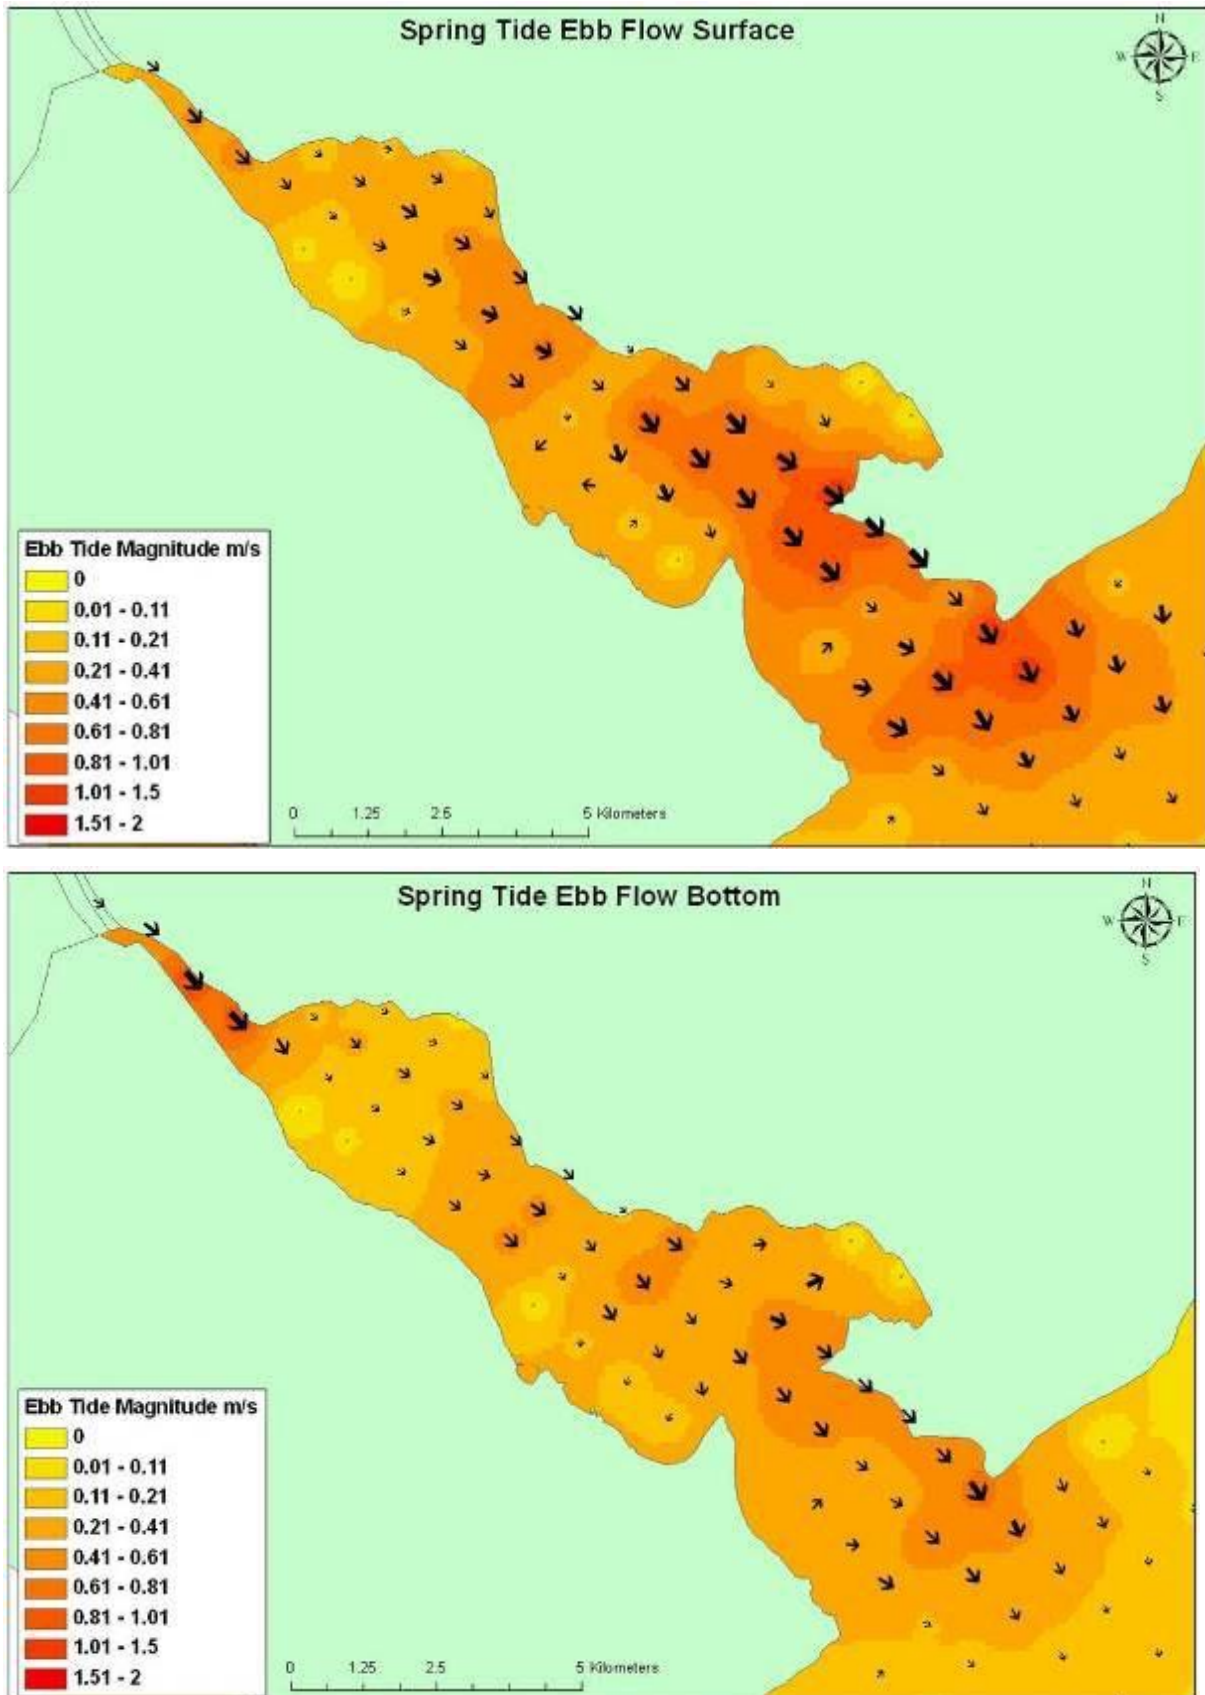 Spring Tide Ebb Flow Surface
N
W E
S
Ebb Tide Magnitude m/s
0
0.01 - 0.11
0.11 - 0.21
0.21 - 0.41
0.41 - 0.61
0.61 - 0.81
0.81 - 1.01
1.01 - 1.5
1.51 - 2
0 1.25 2.5 5 Kilometers
Spring Tide Ebb Flow Bottom
N
W E
S
Ebb Tide Magnitude m/s
0
0.01 - 0.11
0.11 - 0.21
0.21 - 0.41
0.41 - 0.61
0.61 - 0.81
0.81 - 1.01
1.01 - 1.5
1.51 - 2
0 1.25 2.5 5 Kilometers